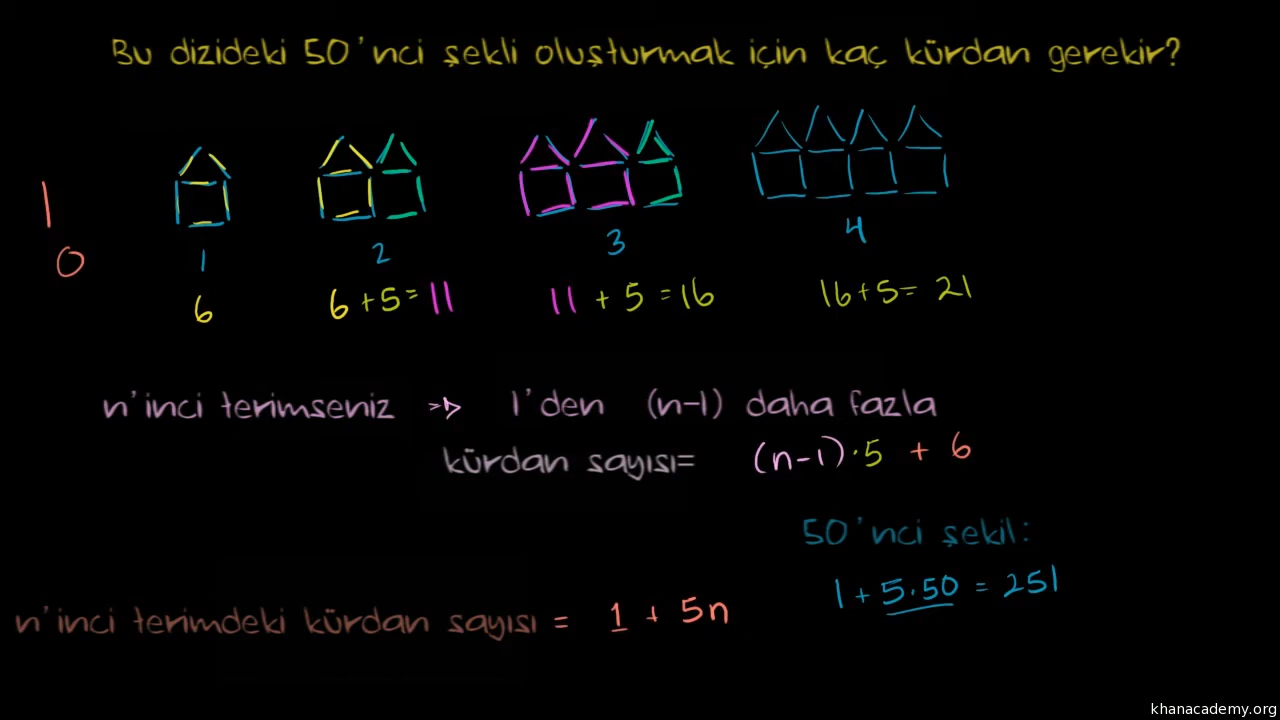 Bu dizideki 50'nci şekli oluşturmak için kaç kürdan gerekir?
0 1 2 3 4
6 6+5=11 11 + 5 =16 16+5= 21
n'inci terimseniz => 1'den (n-1) daha fazla
kürdan sayısı= (n-1)·5 + 6
50'nci şekil:
1 + 5·50 = 251
n'inci terimdeki kürdan sayısı = 1 + 5n
khanacademy.org